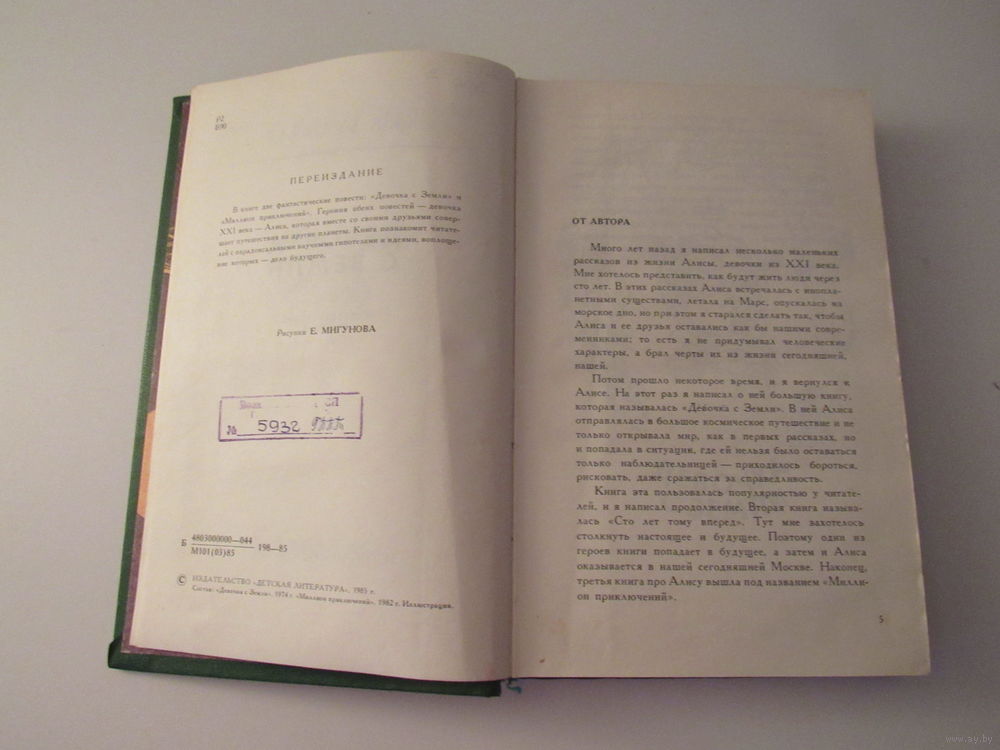 Р2
Б90
ПЕРЕИЗДАНИЕ
В книге две фантастические повести: «Девочка с Земли» и
«Миллион приключений». Героиня обеих повестей — девочка
XXI века — Алиса, которая вместе со своими друзьями совер-
шает путешествия на другие планеты. Книга познакомит читате-
лей с парадоксальными научными гипотезами и идеями, воплоще-
ние которых — дело будущего.
Рисунки Е. МИГУНОВА
№ 5932
Б 4803000000—044 198—85
М101(03)85
© ИЗДАТЕЛЬСТВО «ДЕТСКАЯ ЛИТЕРАТУРА», 1985 г.
Состав: «Девочка с Земли», 1974 г. «Миллион приключений», 1982 г. Иллюстрации.
ОТ АВТОРА
Много лет назад я написал несколько маленьких
рассказов из жизни Алисы, девочки из XXI века.
Мне хотелось представить, как будут жить люди через
сто лет. В этих рассказах Алиса встречалась с инопла-
нетными существами, летала на Марс, опускалась на
морское дно, но при этом я старался сделать так, чтобы
Алиса и ее друзья оставались как бы нашими совре-
менниками; то есть я не придумывал человеческие
характеры, а брал черты их из жизни сегодняшней,
нашей.
Потом прошло некоторое время, и я вернулся к
Алисе. На этот раз я написал о ней большую книгу,
которая называлась «Девочка с Земли». В ней Алиса
отправлялась в большое космическое путешествие и не
только открывала мир, как в первых рассказах, но
и попадала в ситуации, где ей нельзя было оставаться
только наблюдательницей — приходилось бороться,
рисковать, даже сражаться за справедливость.
Книга эта пользовалась популярностью у читате-
лей, и я написал продолжение. Вторая книга называ-
лась «Сто лет тому вперед». Тут мне захотелось
столкнуть настоящее и будущее. Поэтому один из
героев книги попадает в будущее, а затем и Алиса
оказывается в нашей сегодняшней Москве. Наконец,
третья книга про Алису вышла под названием «Милли-
он приключений».
5
www.ay.by